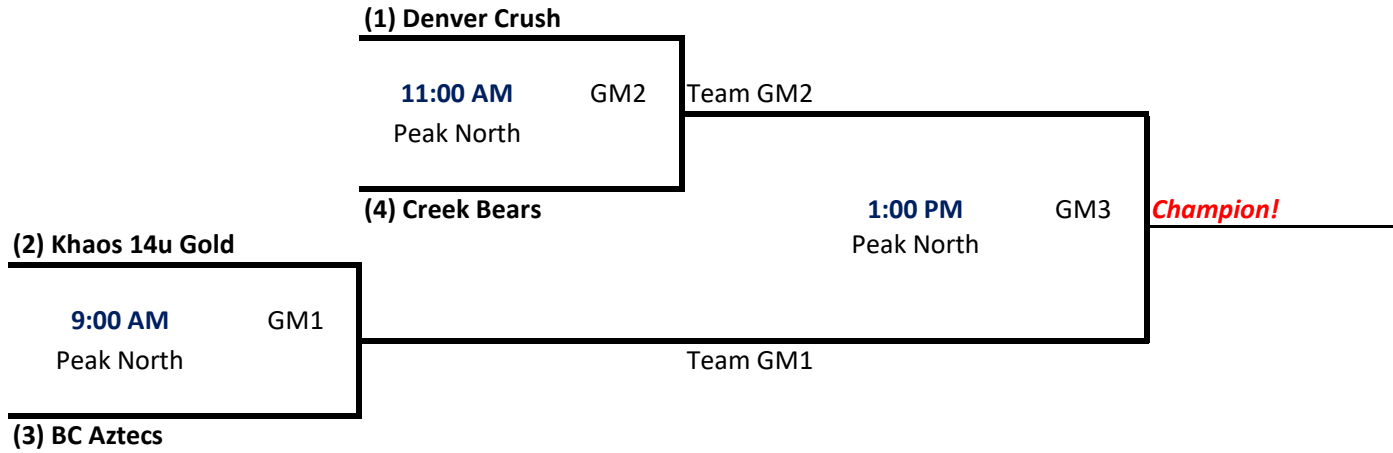 (1) Denver Crush
11:00 AM GM2 Team GM2
Peak North
(4) Creek Bears 1:00 PM GM3 Champion!
(2) Khaos 14u Gold Peak North
9:00 AM GM1
Peak North Team GM1
(3) BC Aztecs